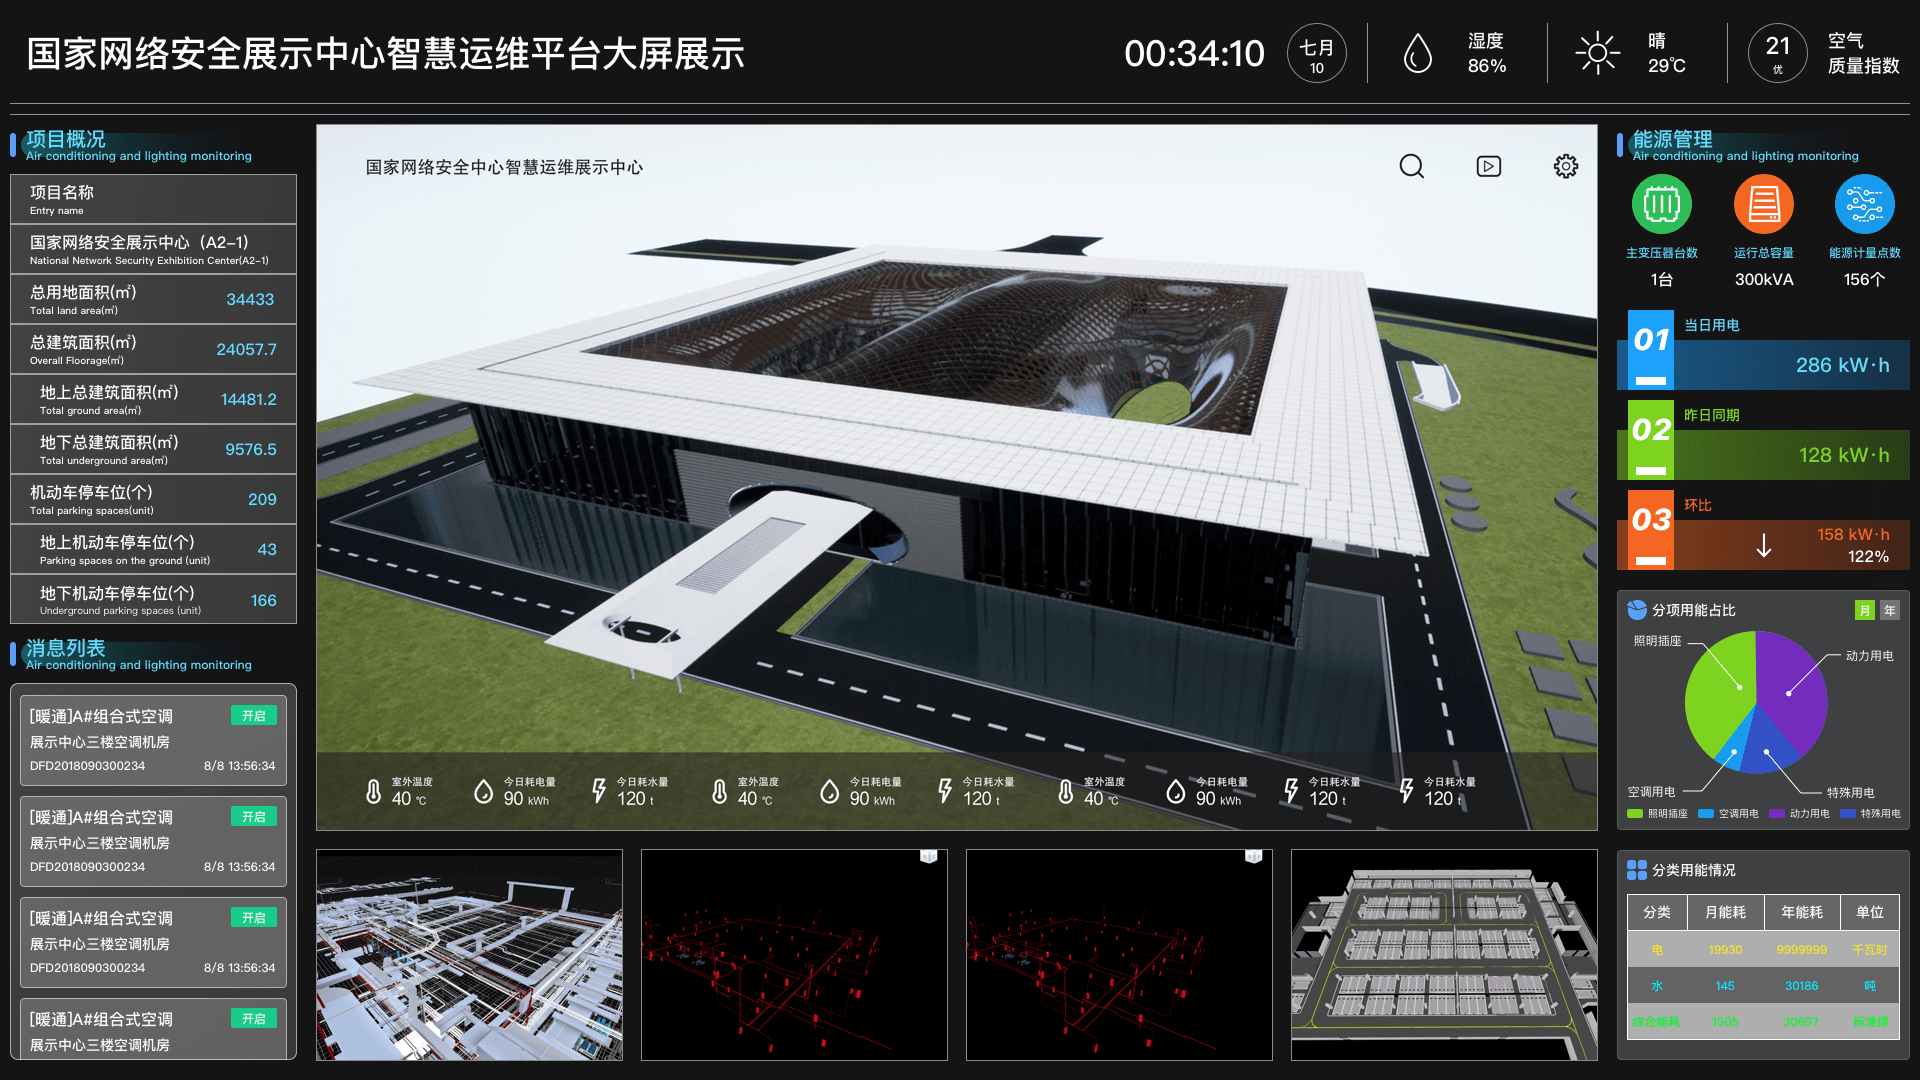 国家网络安全展示中心智慧运维平台大屏展示
00:34:10
七月
10
湿度
86%
晴
29℃
21
优
空气
质量指数
项目概况
Air conditioning and lighting monitoring
项目名称
Entry name
国家网络安全展示中心（A2-1）
National Network Security Exhibition Center(A2-1)
总用地面积(㎡)
Total land area(㎡)
34433
总建筑面积(㎡)
Overall Floorage(㎡)
24057.7
地上总建筑面积(㎡)
Total ground area(㎡)
14481.2
地下总建筑面积(㎡)
Total underground area(㎡)
9576.5
机动车停车位(个)
Total parking spaces(unit)
209
地上机动车停车位(个)
Parking spaces on the ground (unit)
43
地下机动车停车位(个)
Underground parking spaces (unit)
166
消息列表
Air conditioning and lighting monitoring
[暖通]A#组合式空调
开启
展示中心三楼空调机房
DFD2018090300234
8/8 13:56:34
[暖通]A#组合式空调
开启
展示中心三楼空调机房
DFD2018090300234
8/8 13:56:34
[暖通]A#组合式空调
开启
展示中心三楼空调机房
DFD2018090300234
8/8 13:56:34
[暖通]A#组合式空调
开启
展示中心三楼空调机房
国家网络安全中心智慧运维展示中心
室外温度
40 ℃
今日耗电量
90 kWh
今日耗水量
120 t
室外温度
40 ℃
今日耗电量
90 kWh
今日耗水量
120 t
室外温度
40 ℃
今日耗电量
90 kWh
今日耗水量
120 t
今日耗水量
120 t
能源管理
Air conditioning and lighting monitoring
主变压器台数
1台
运行总容量
300kVA
能源计量点数
156个
01
当日用电
286 kW·h
02
昨日同期
128 kW·h
03
环比
158 kW·h
122%
分项用能占比
月
年
照明插座
动力用电
空调用电
特殊用电
照明插座 空调用电 动力用电 特殊用电
分类用能情况
分类 月能耗 年能耗 单位
电 19930 9999999 千瓦时
水 145 30186 吨
综合能耗 1505 30697 标准煤